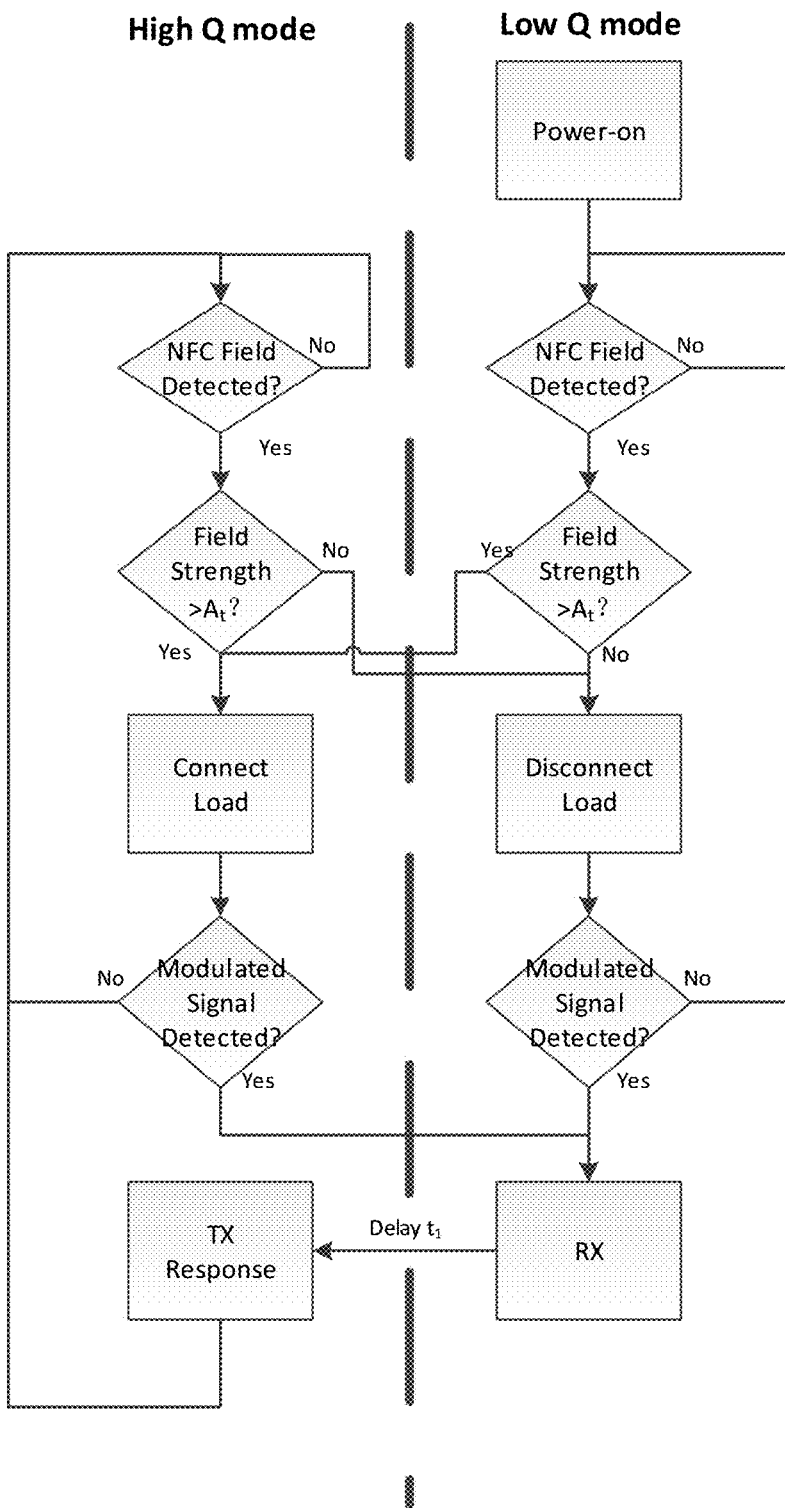 High Q mode
Low Q mode
Power-on
NFC Field
Detected?
No
Yes
NFC Field
Detected?
No
Yes
Field
Strength
>At?
No
Yes
Field
Strength
>At?
Yes
No
Connect
Load
Disconnect
Load
Modulated
Signal
Detected?
No
Yes
Modulated
Signal
Detected?
No
Yes
TX
Response
Delay t1
RX